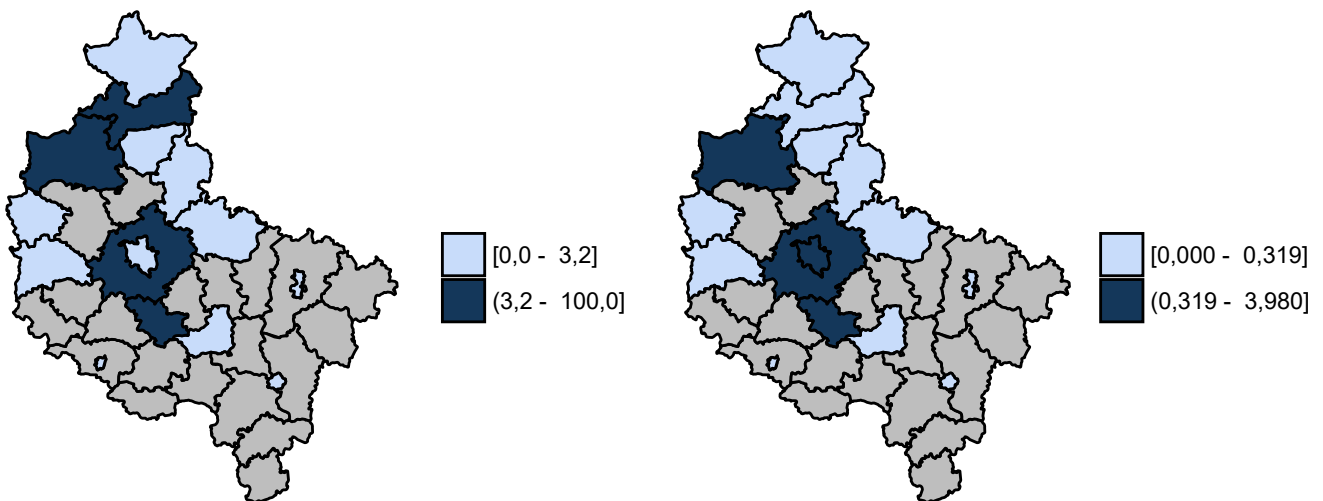 [0,0 - 3,2]
(3,2 - 100,0]
[0,000 - 0,319]
(0,319 - 3,980]